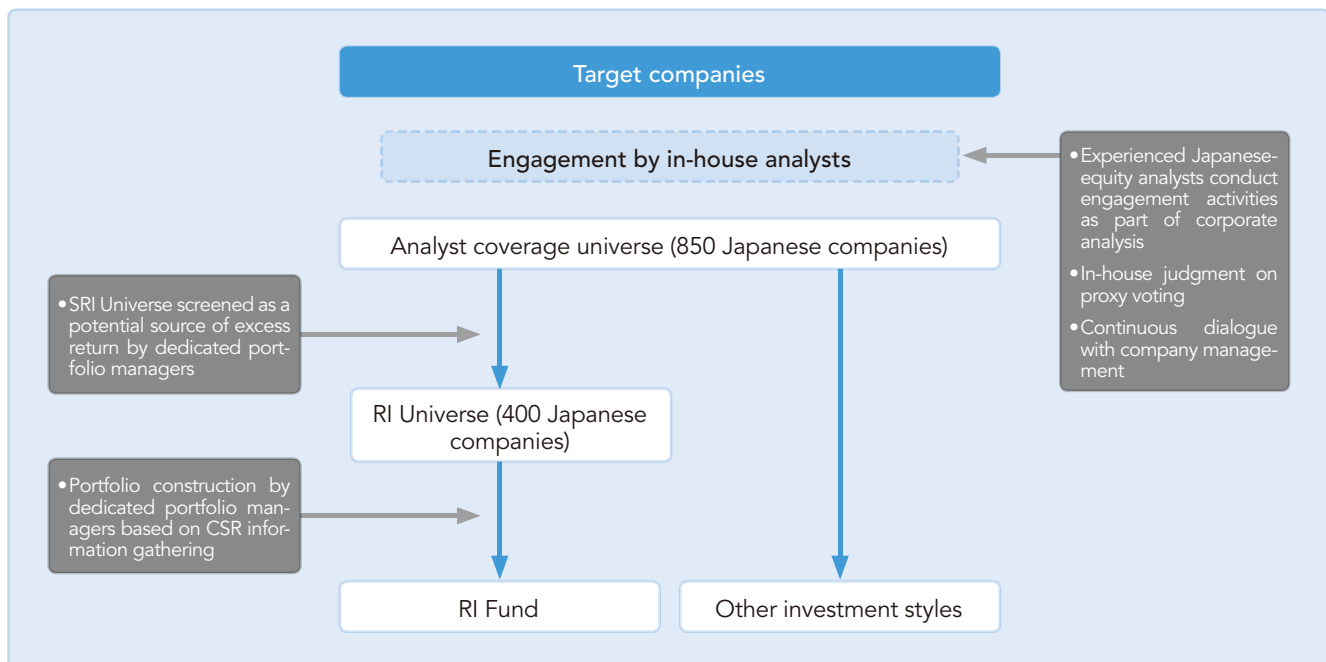 Target companies
Engagement by in-house analysts
•Experienced Japanese-
equity analysts conduct
engagement activities
as part of corporate
analysis
•In-house judgment on
proxy voting
•Continuous dialogue
with company manage-
ment
Analyst coverage universe (850 Japanese companies)
•SRI Universe screened as a
potential source of excess
return by dedicated port-
folio managers
RI Universe (400 Japanese
companies)
•Portfolio construction by
dedicated portfolio man-
agers based on CSR infor-
mation gathering
RI Fund
Other investment styles